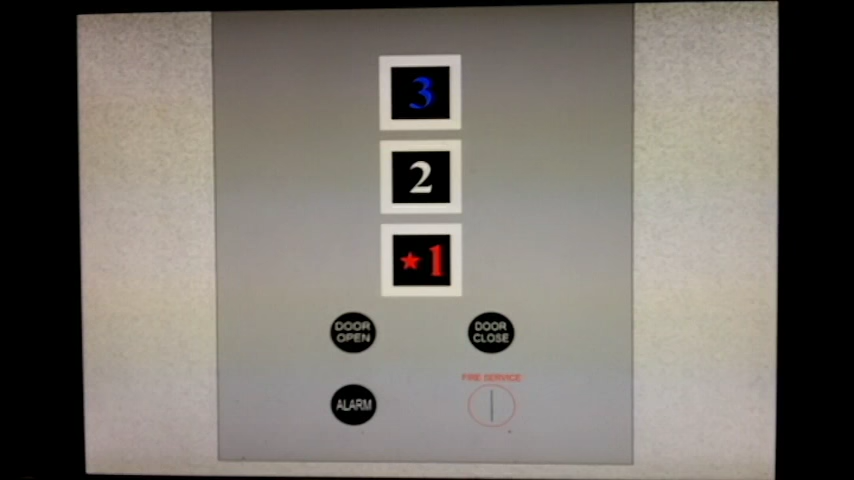 3
2
★1
DOOR OPEN
DOOR CLOSE
FIRE SERVICE
ALARM